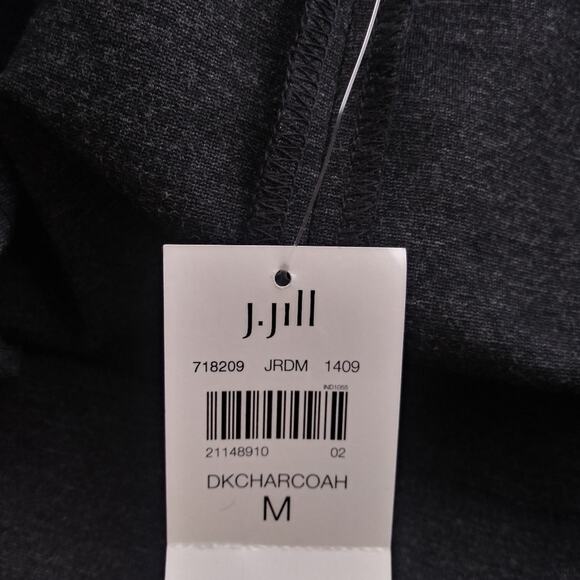 J.Jill
718209 JRDM 1409
IND1055
21148910 02
DKCHARCOAH
M